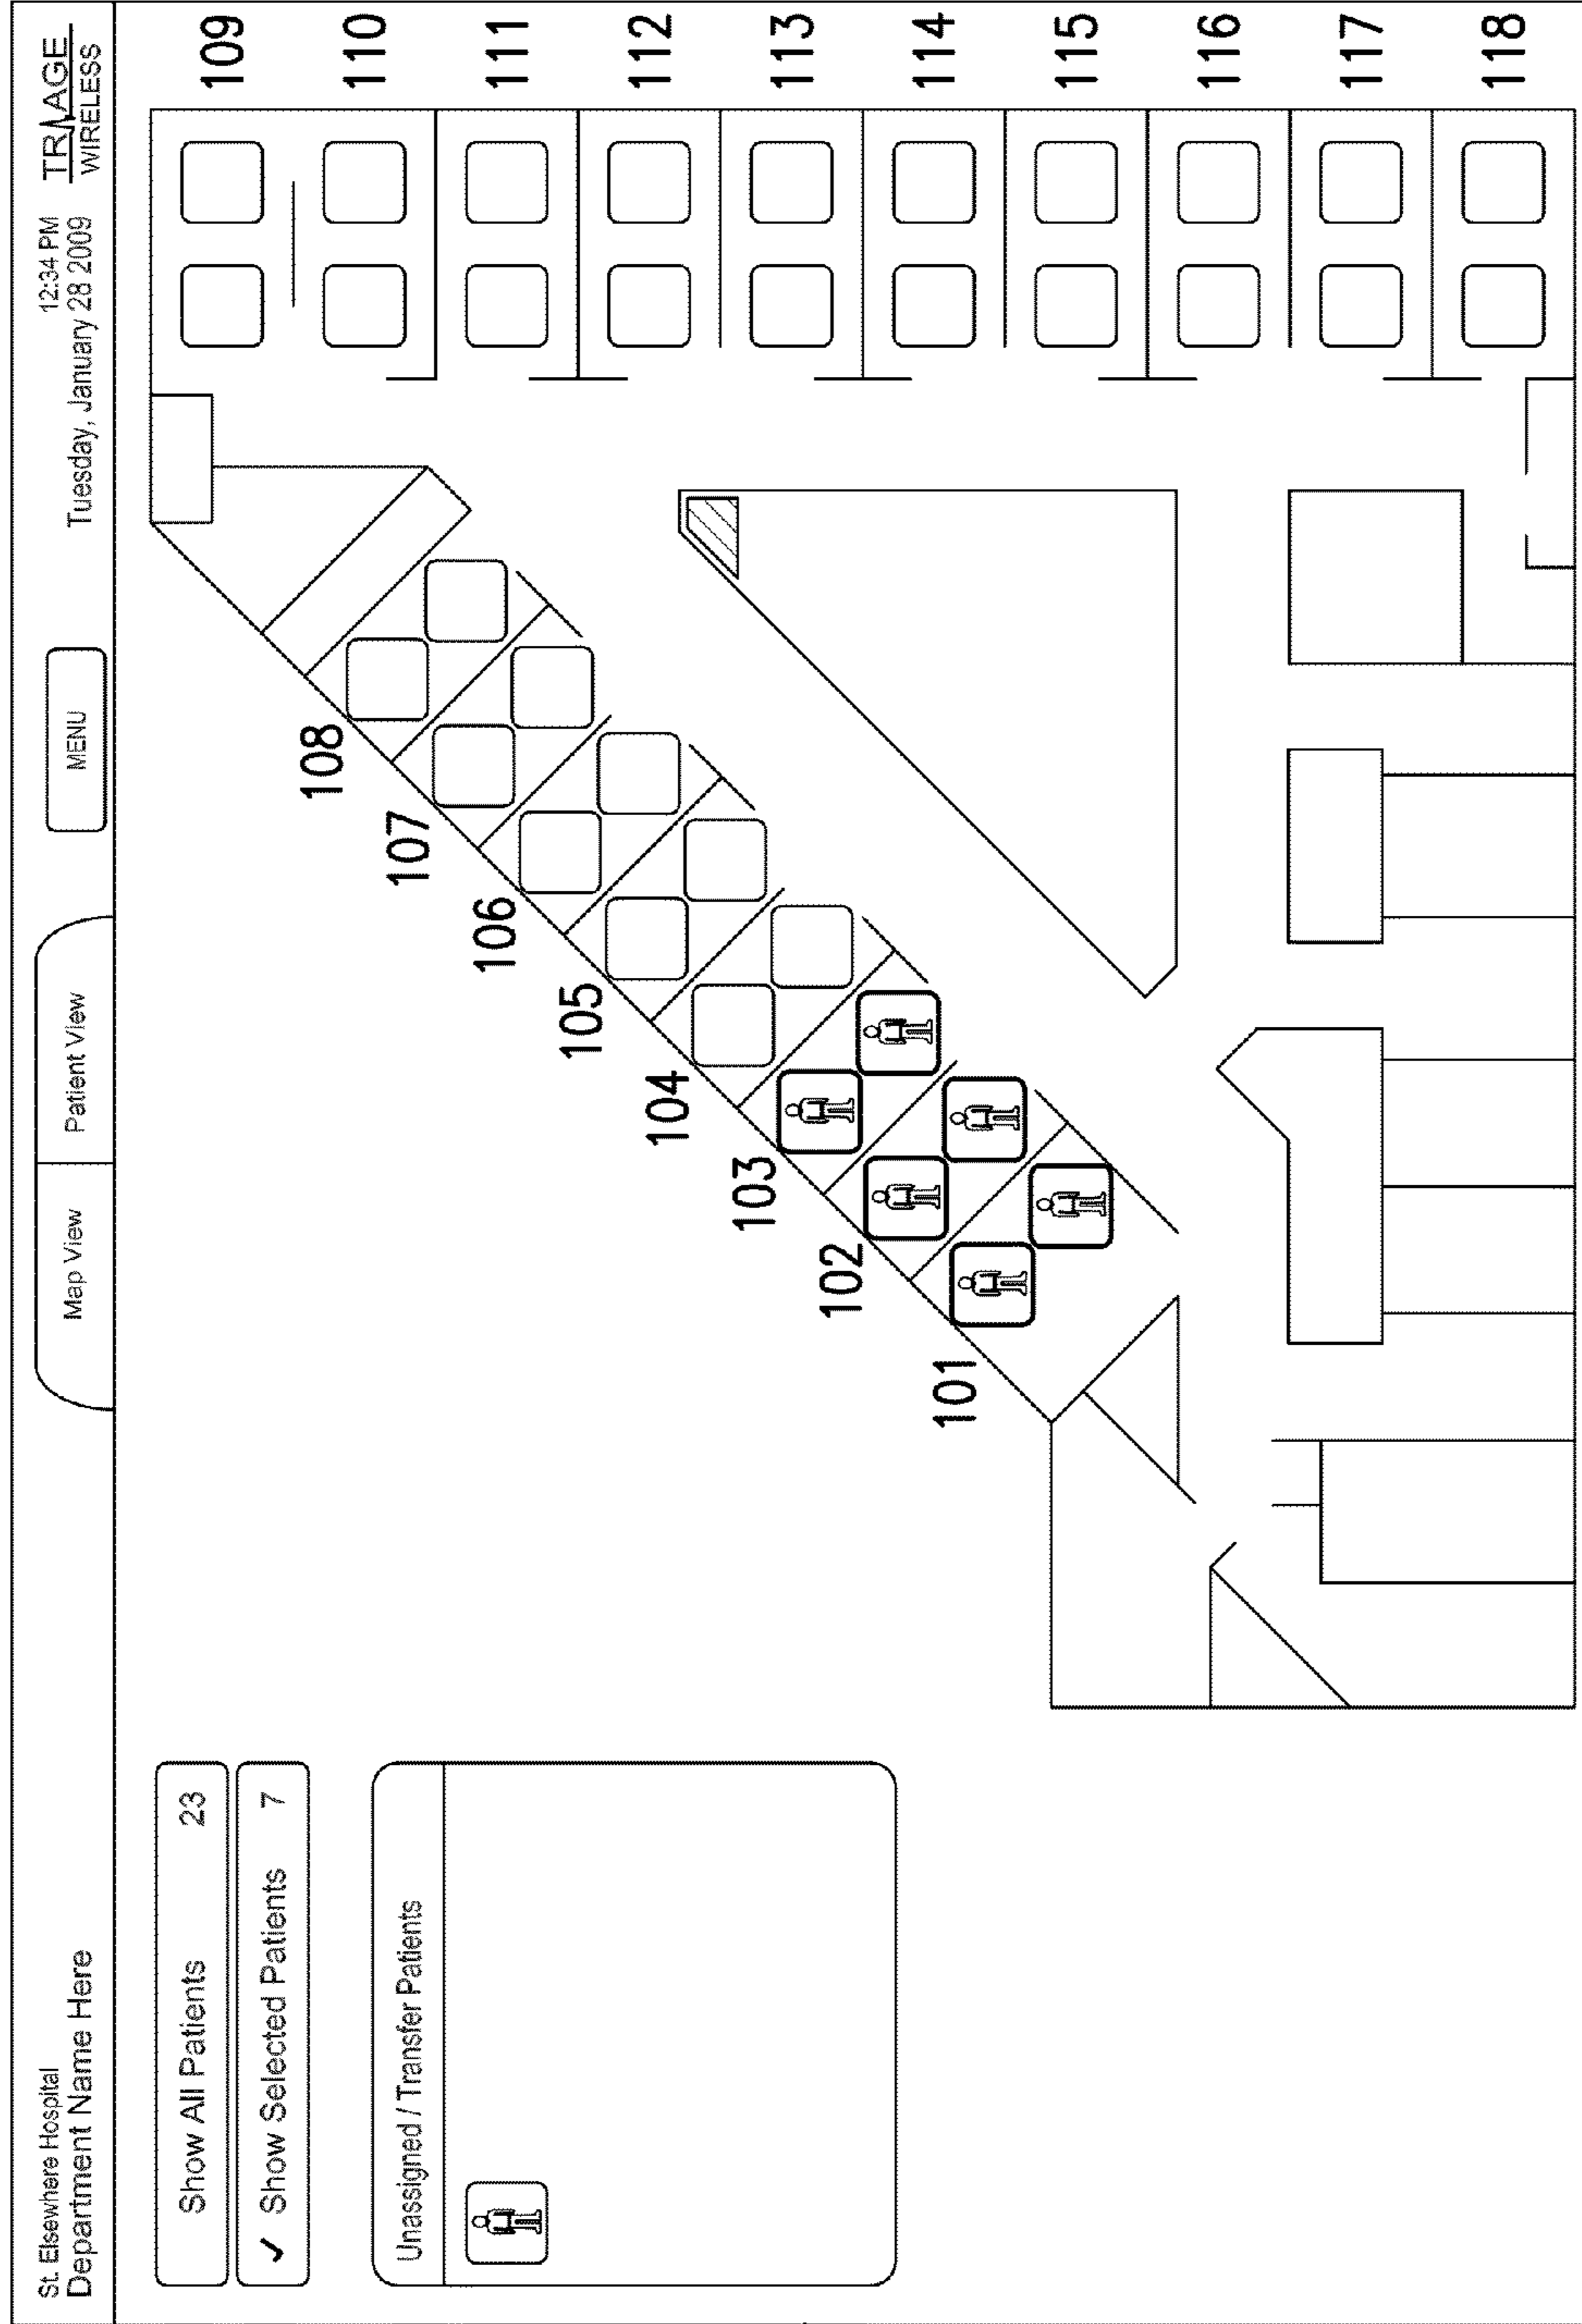 St. Elsewhere Hospital
Department Name Here
Map View
Patient View
MENU
12:34 PM
Tuesday, January 28 2009
TRIAGE
WIRELESS
Show All Patients 23
✓ Show Selected Patients 7
Unassigned / Transfer Patients
101
102
103
104
105
106
107
108
109
110
111
112
113
114
115
116
117
118